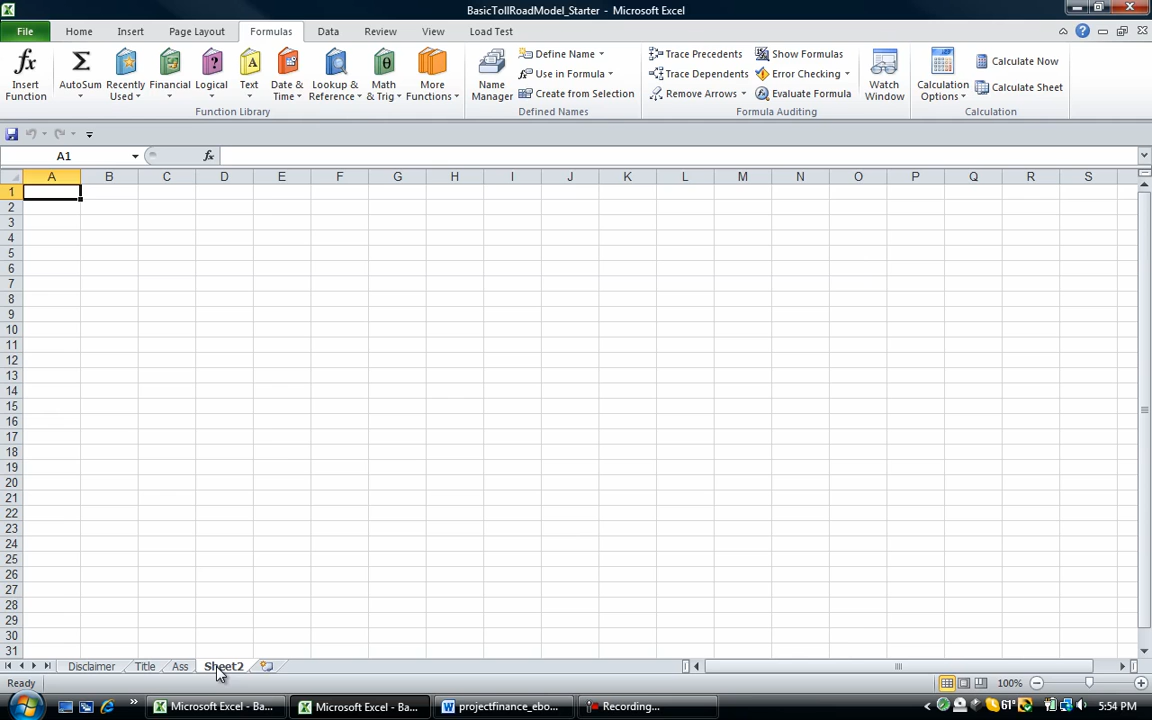 BasicTollRoadModel_Starter - Microsoft Excel
File Home Insert Page Layout Formulas Data Review View Load Test
Insert Function
AutoSum
Recently Used
Financial
Logical
Text
Date & Time
Lookup & Reference
Math & Trig
More Functions
Function Library
Name Manager
Define Name
Use in Formula
Create from Selection
Defined Names
Trace Precedents
Trace Dependents
Remove Arrows
Show Formulas
Error Checking
Evaluate Formula
Formula Auditing
Watch Window
Calculation Options
Calculate Now
Calculate Sheet
Calculation
A1 fx
A B C D E F G H I J K L M N O P Q R S
1
2
3
4
5
6
7
8
9
10
11
12
13
14
15
16
17
18
19
20
21
22
23
24
25
26
27
28
29
30
31
Disclaimer Title Ass Sheet2
Ready 100%
Microsoft Excel - Ba... Microsoft Excel - Ba... projectfinance_ebo... Recording... 61° 5:54 PM